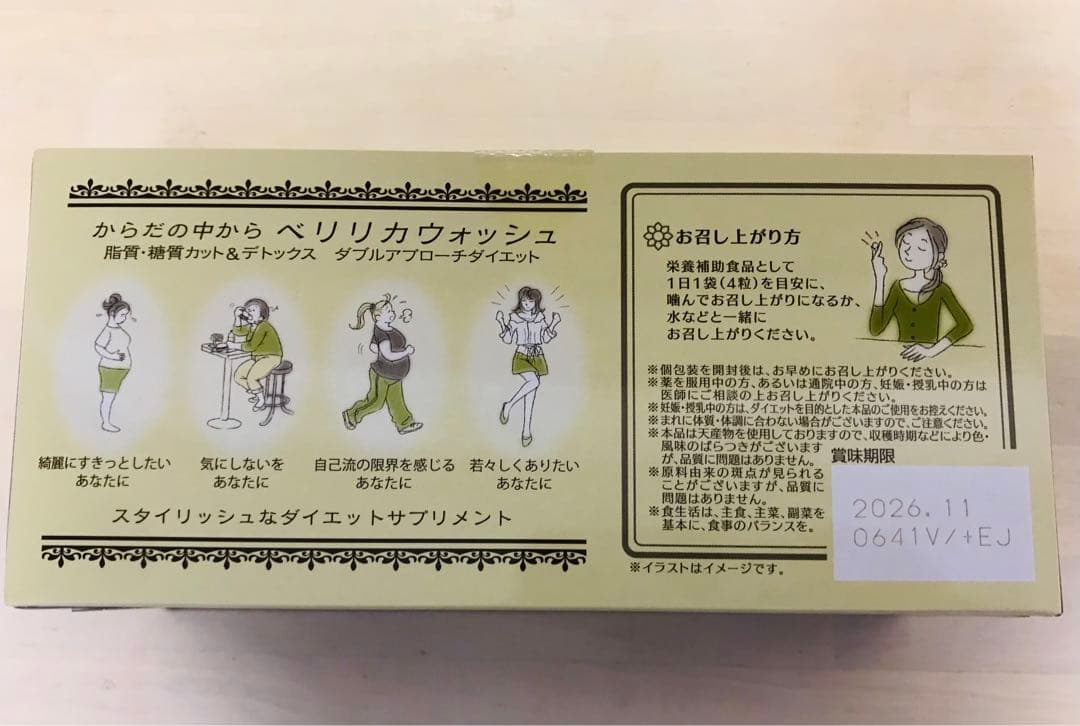 からだの中から ベリリカウォッシュ
脂質・糖質カット＆デトックス ダブルアプローチダイエット
綺麗にすきっとしたい
あなたに
気にしないを
あなたに
自己流の限界を感じる
あなたに
若々しくありたい
あなたに
スタイリッシュなダイエットサプリメント
お召し上がり方
栄養補助食品として
1日1袋（4粒）を目安に、
噛んでお召し上がりになるか、
水などと一緒に
お召し上がりください。
※個包装を開封後は、お早めにお召し上がりください。
※薬を服用中の方、あるいは通院中の方、妊娠・授乳中の方は
医師にご相談の上お召し上がりください。
※妊娠・授乳中の方は、ダイエットを目的とした本品のご使用をお控えください。
※まれに体質・体調に合わない場合がございますので、ご注意ください。
※本品は天産物を使用しておりますので、収穫時期などにより色・
風味のばらつきがございます
が、品質に問題はありません。
※原料由来の斑点が見られる
ことがございますが、品質に
問題はありません。
※食生活は、主食、主菜、副菜を
基本に、食事のバランスを。
賞味期限
2026.11
0641V/+EJ
※イラストはイメージです。